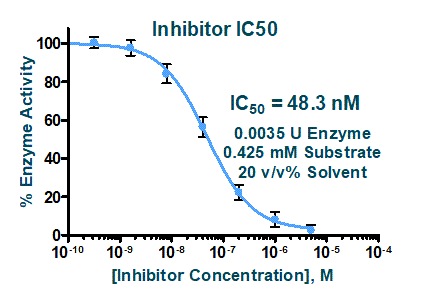 Inhibitor IC50
% Enzyme Activity
100
80
60
40
20
0
IC50 = 48.3 nM
0.0035 U Enzyme
0.425 mM Substrate
20 v/v% Solvent
10-10 10-9 10-8 10-7 10-6 10-5 10-4
[Inhibitor Concentration], M